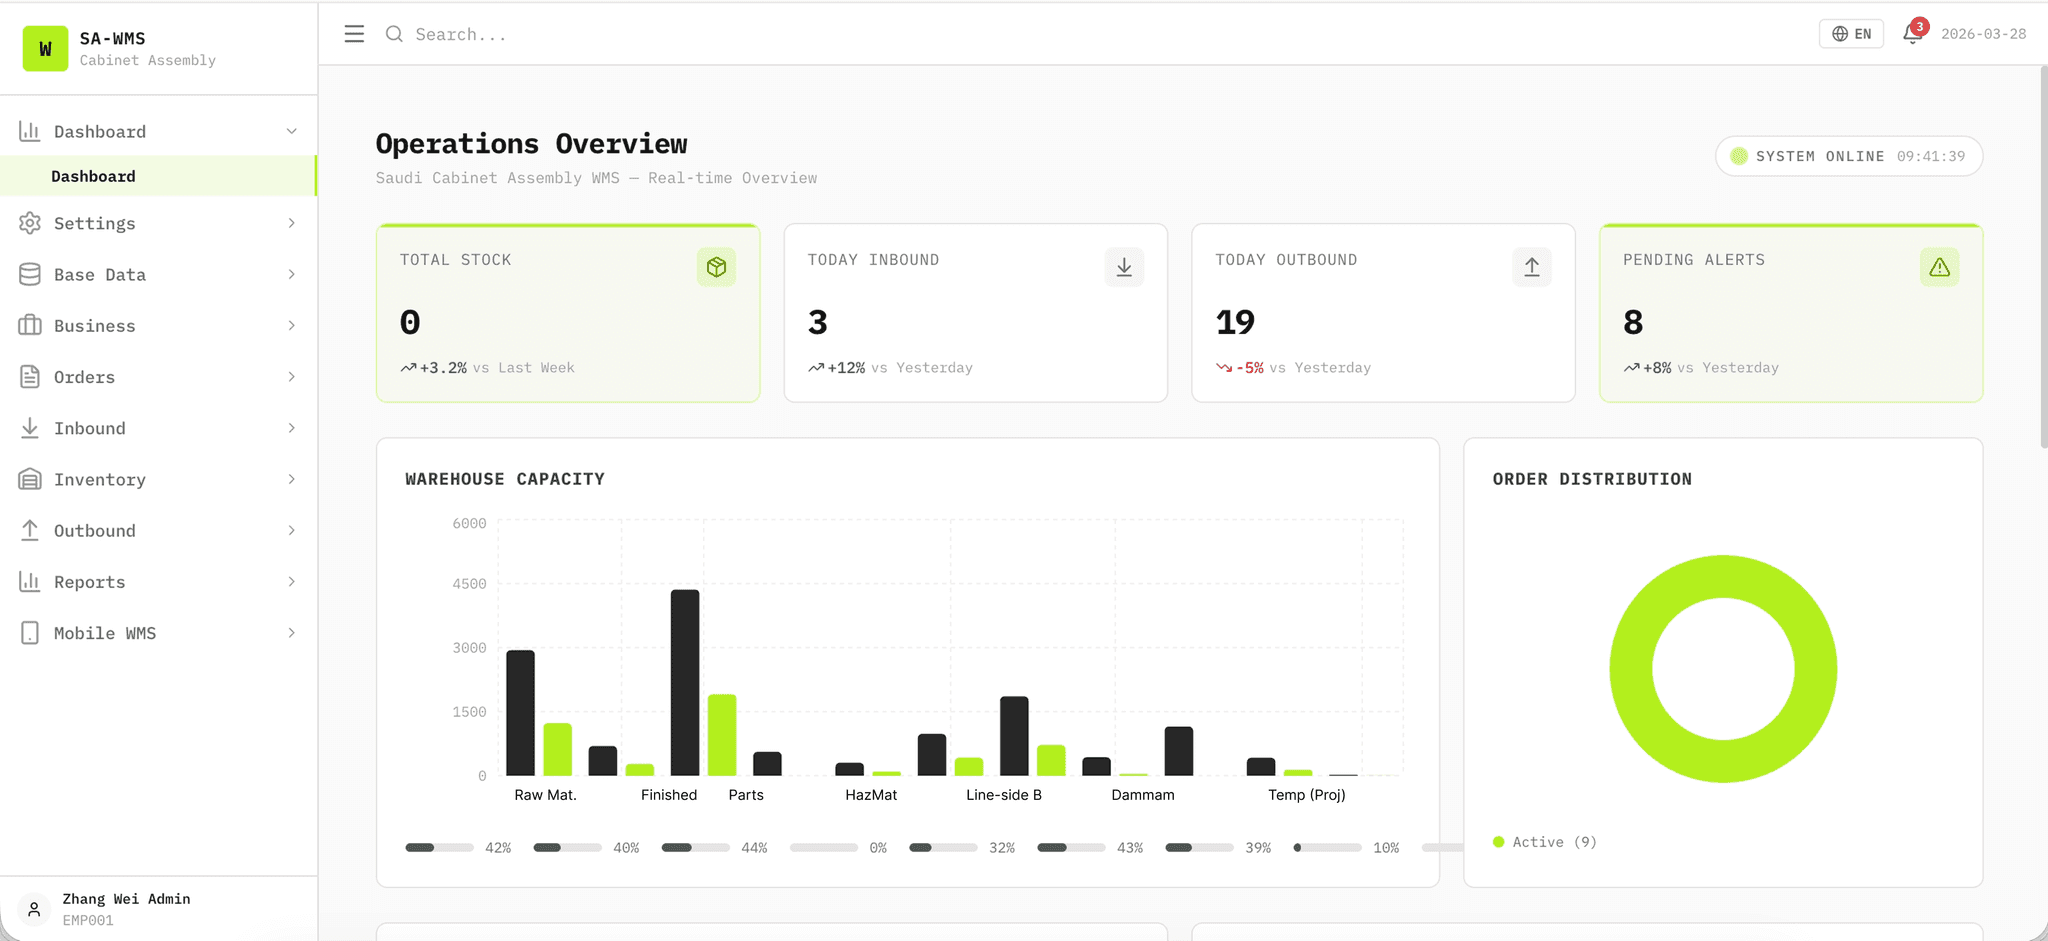 W
SA-WMS
Cabinet Assembly
Dashboard
Dashboard
Settings
Base Data
Business
Orders
Inbound
Inventory
Outbound
Reports
Mobile WMS
Zhang Wei Admin
EMP001
Search...
EN
3
2026-03-28
Operations Overview
Saudi Cabinet Assembly WMS — Real-time Overview
SYSTEM ONLINE 09:41:39
TOTAL STOCK
0
+3.2% vs Last Week
TODAY INBOUND
3
+12% vs Yesterday
TODAY OUTBOUND
19
-5% vs Yesterday
PENDING ALERTS
8
+8% vs Yesterday
WAREHOUSE CAPACITY
6000
4500
3000
1500
0
Raw Mat. Finished Parts HazMat Line-side B Dammam Temp (Proj)
42% 40% 44% 0% 32% 43% 39% 10%
ORDER DISTRIBUTION
Active (9)